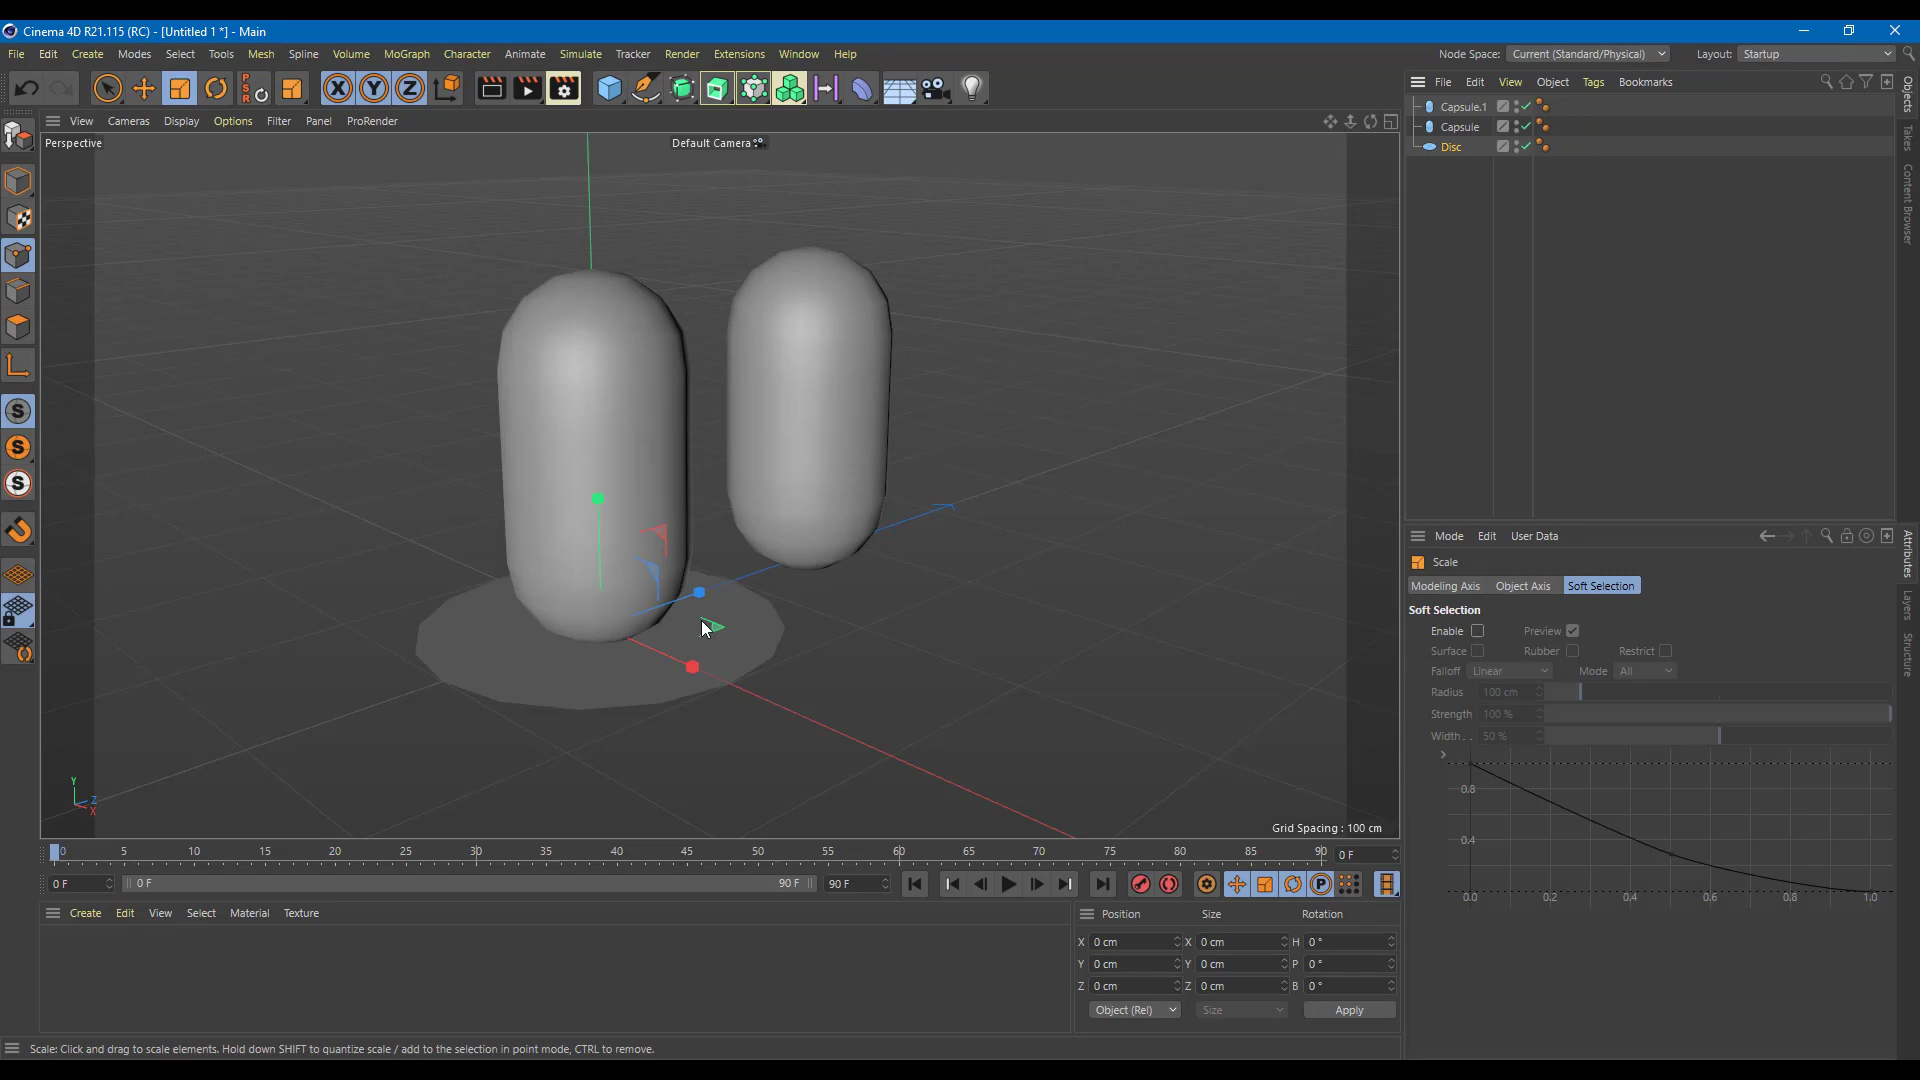 Cinema 4D R21.115 (RC) - [Untitled 1 *] - Main
File Edit Create Modes Select Tools Mesh Spline Volume MoGraph Character Animate Simulate Tracker Render Extensions Window Help
Node Space: Current (Standard/Physical) Layout: Startup
P S R X Y Z
File Edit View Object Tags Bookmarks
View Cameras Display Options Filter Panel ProRender
Perspective
Default Camera
Capsule.1
Capsule
Disc
Objects
Takes
Content Browser
S
S
S
Mode Edit User Data
Scale
Modeling Axis Object Axis Soft Selection
Soft Selection
Enable Preview
Surface Rubber Restrict
Falloff Linear Mode All
Radius 100 cm
Strength 100 %
Width . . 50 %
0.8
0.4
0.0 0.2 0.4 0.6 0.8 1.0
Attributes
Layers
Structure
Y
Z
X
Grid Spacing : 100 cm
0 5 10 15 20 25 30 35 40 45 50 55 60 65 70 75 80 85 90 0 F
0 F 0 F 90 F 90 F P
Create Edit View Select Material Texture
Position Size Rotation
X 0 cm X 0 cm H 0 °
Y 0 cm Y 0 cm P 0 °
Z 0 cm Z 0 cm B 0 °
Object (Rel) Size Apply
Scale: Click and drag to scale elements. Hold down SHIFT to quantize scale / add to the selection in point mode, CTRL to remove.